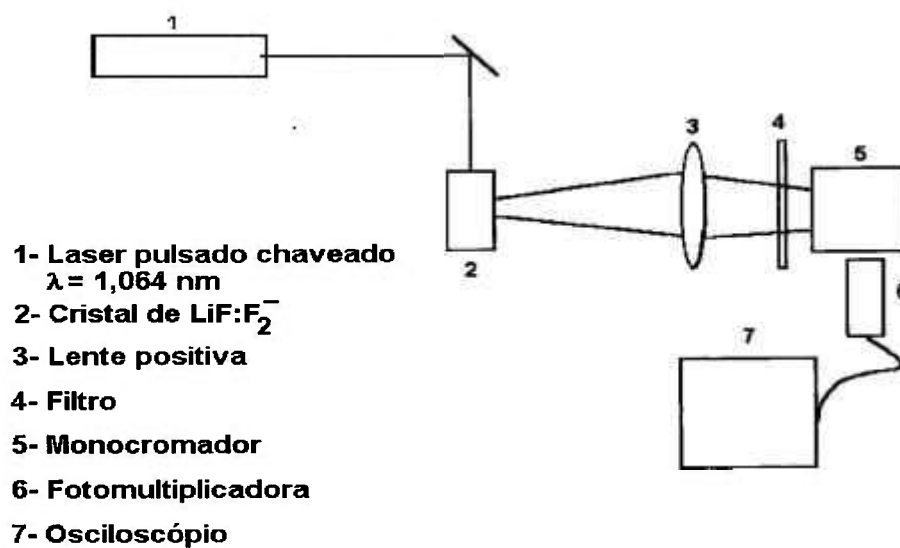 1
3
4
5
2
6
7
1- Laser pulsado chaveado
λ= 1,064 nm
2- Cristal de LiF:F₂⁻
3- Lente positiva
4- Filtro
5- Monocromador
6- Fotomultiplicadora
7- Osciloscópio